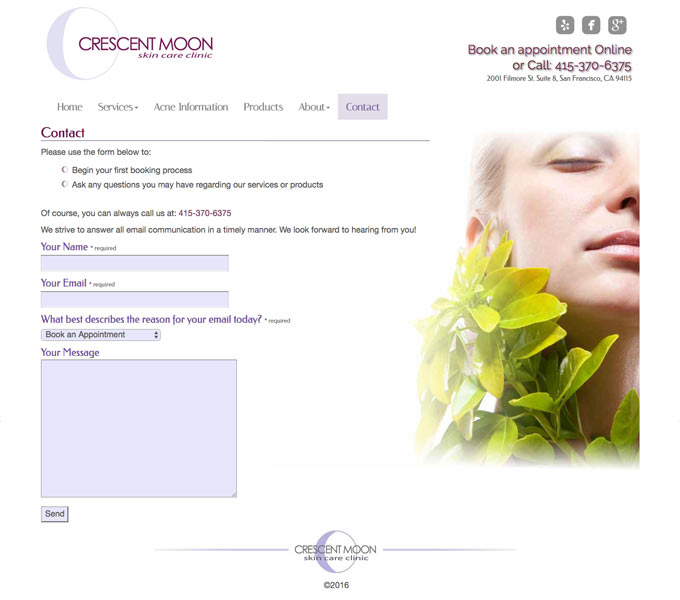 CRESCENT MOON
skin care clinic
Book an appointment Online
or Call: 415-370-6375
2001 Filmore St. Suite 8, San Francisco, CA 94115
Home Services Acne Information Products About Contact
Contact
Please use the form below to:
Begin your first booking process
Ask any questions you may have regarding our services or products
Of course, you can always call us at: 415-370-6375
We strive to answer all email communication in a timely manner. We look forward to hearing from you!
Your Name * required
Your Email * required
What best describes the reason for your email today? * required
Book an Appointment
Your Message
Send
CRESCENT MOON
skin care clinic
©2016